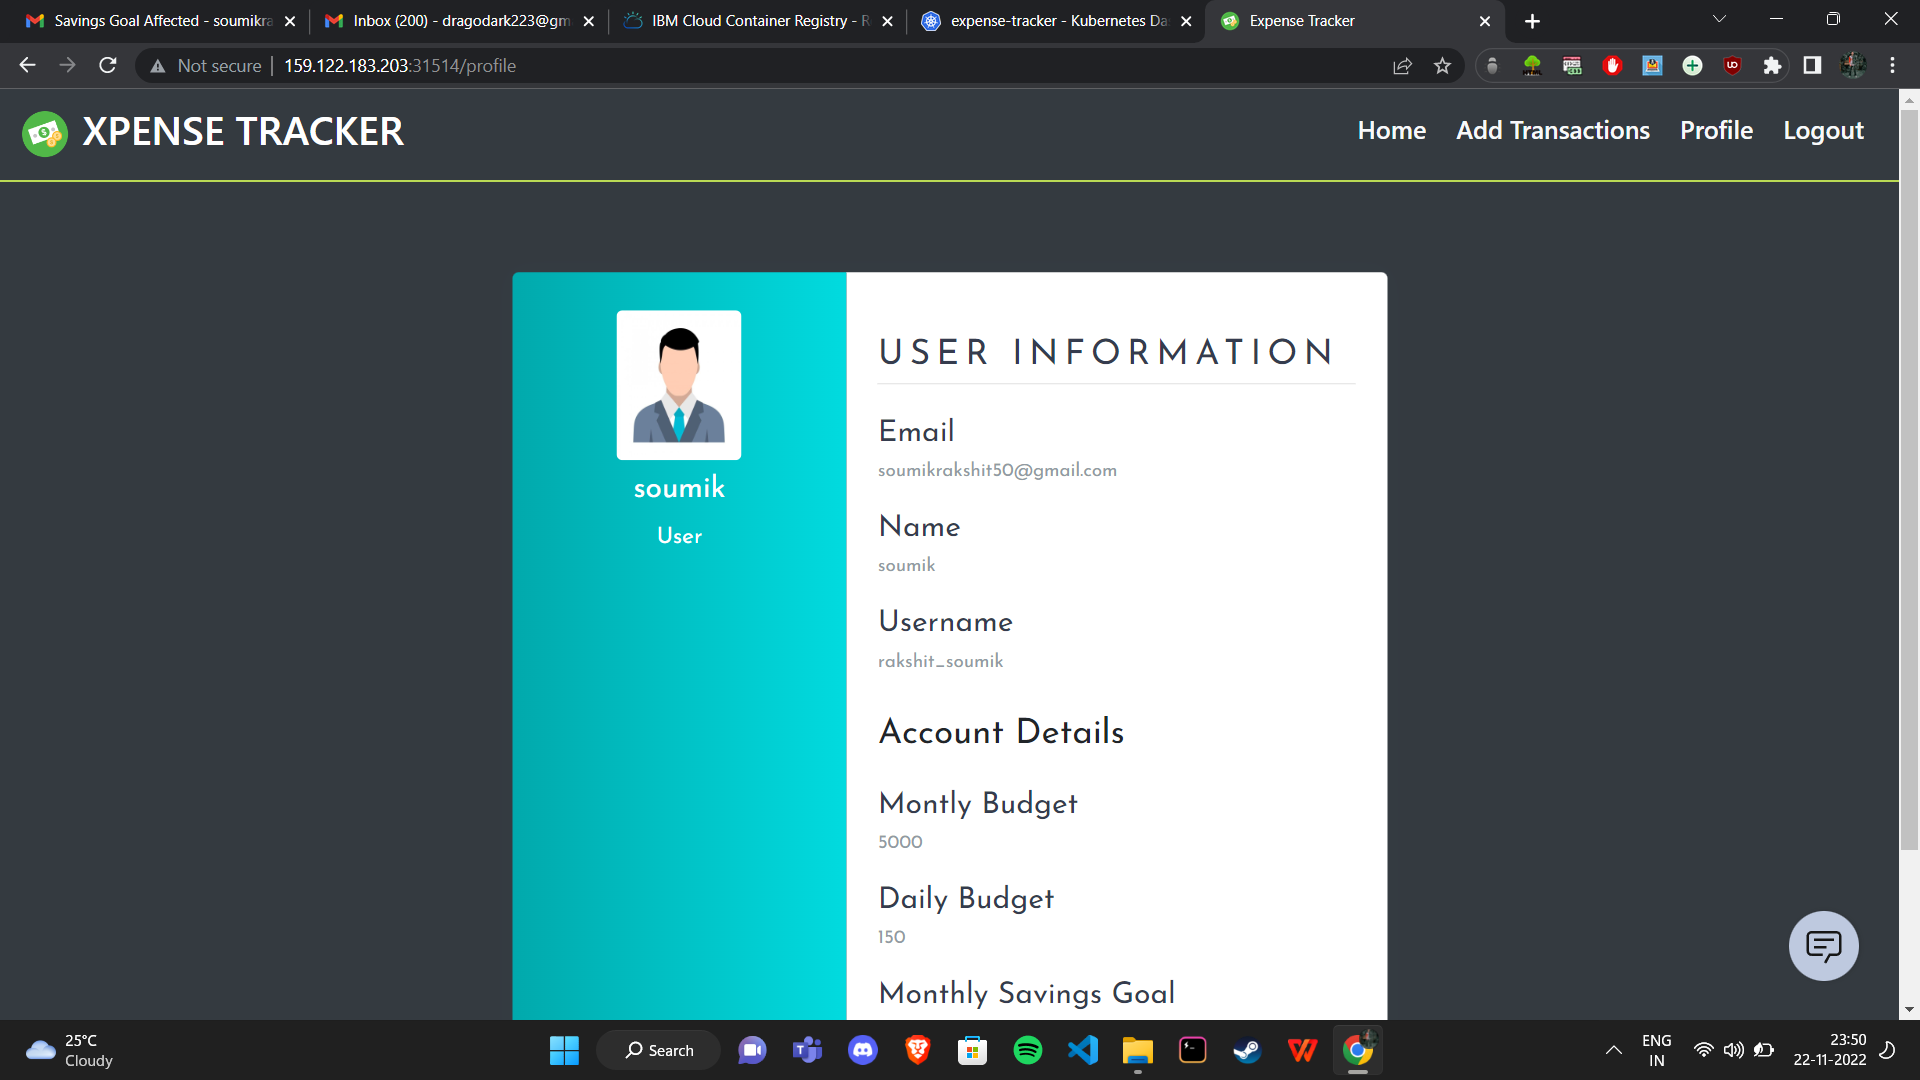 Savings Goal Affected - soumikra
Inbox (200) - dragodark223@gm
IBM Cloud Container Registry - R
expense-tracker - Kubernetes Da
Expense Tracker
Not secure
159.122.183.203:31514/profile
XPENSE TRACKER
Home
Add Transactions
Profile
Logout
soumik
User
USER INFORMATION
Email
soumikrakshit50@gmail.com
Name
soumik
Username
rakshit_soumik
Account Details
Montly Budget
5000
Daily Budget
150
Monthly Savings Goal
25°C
Cloudy
Search
ENG
IN
23:50
22-11-2022